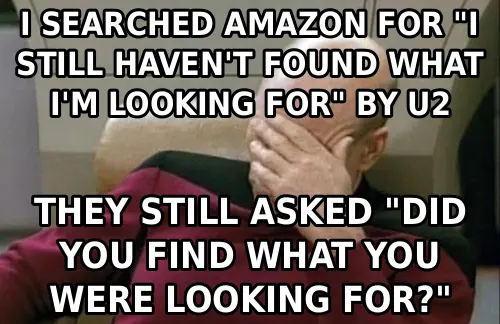 I SEARCHED AMAZON FOR "I
STILL HAVEN'T FOUND WHAT
I'M LOOKING FOR" BY U2
THEY STILL ASKED "DID
YOU FIND WHAT YOU
WERE LOOKING FOR?"